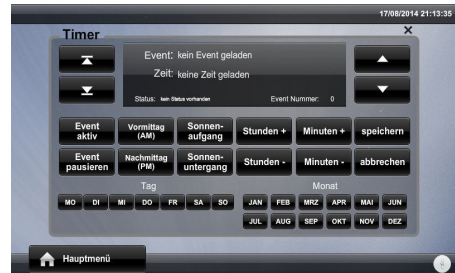 17/08/2014 21:13:35
Timer
×
Event: kein Event geladen
Zeit: keine Zeit geladen
Status: kein Status vorhanden Event Nummer: 0
Event aktiv
Vormittag (AM)
Sonnen-
aufgang
Stunden +
Minuten +
speichern
Event pausieren
Nachmittag (PM)
Sonnen-
untergang
Stunden -
Minuten -
abbrechen
Tag
Monat
MO DI MI DO FR SA SO
JAN FEB MRZ APR MAI JUN
JUL AUG SEP OKT NOV DEZ
Hauptmenü